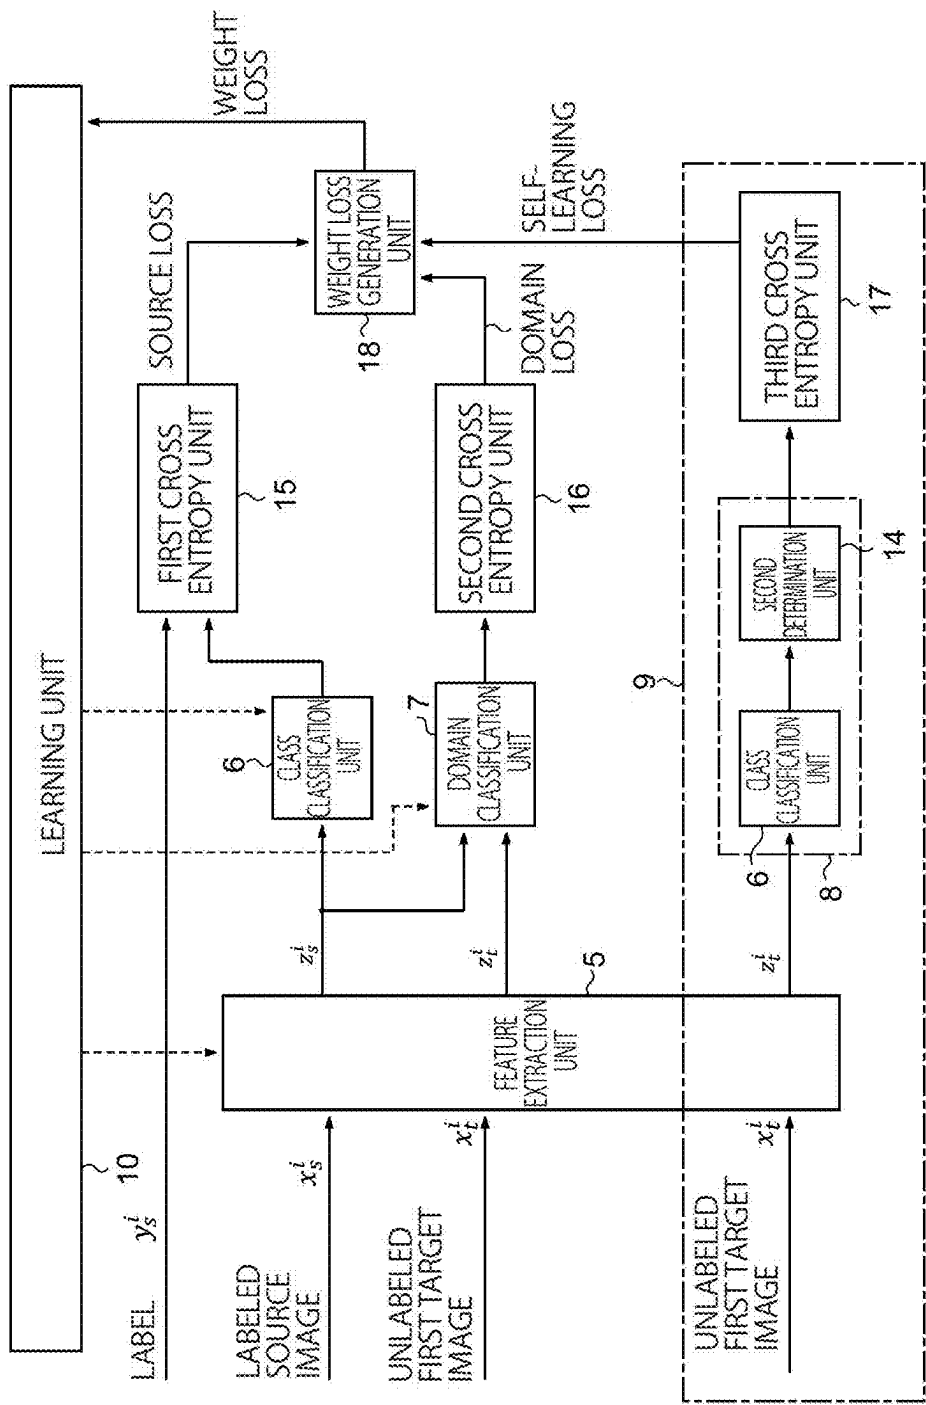 LEARNING UNIT
10
LABEL
y_s^i
LABELED
SOURCE
IMAGE
x_s^i
UNLABELED
FIRST TARGET
IMAGE
x_t^i
UNLABELED
FIRST TARGET
IMAGE
x_t^i
FEATURE
EXTRACTION
UNIT
5
z_s^i
z_t^i
z_t^i
6
CLASS
CLASSIFICATION
UNIT
7
DOMAIN
CLASSIFICATION
UNIT
9
8
6
CLASS
CLASSIFICATION
UNIT
SECOND
DETERMINATION
UNIT
14
FIRST CROSS
ENTROPY UNIT
15
SECOND CROSS
ENTROPY UNIT
16
THIRD CROSS
ENTROPY UNIT
17
SOURCE LOSS
DOMAIN
LOSS
SELF-
LEARNING
LOSS
WEIGHT LOSS
GENERATION
UNIT
18
WEIGHT
LOSS